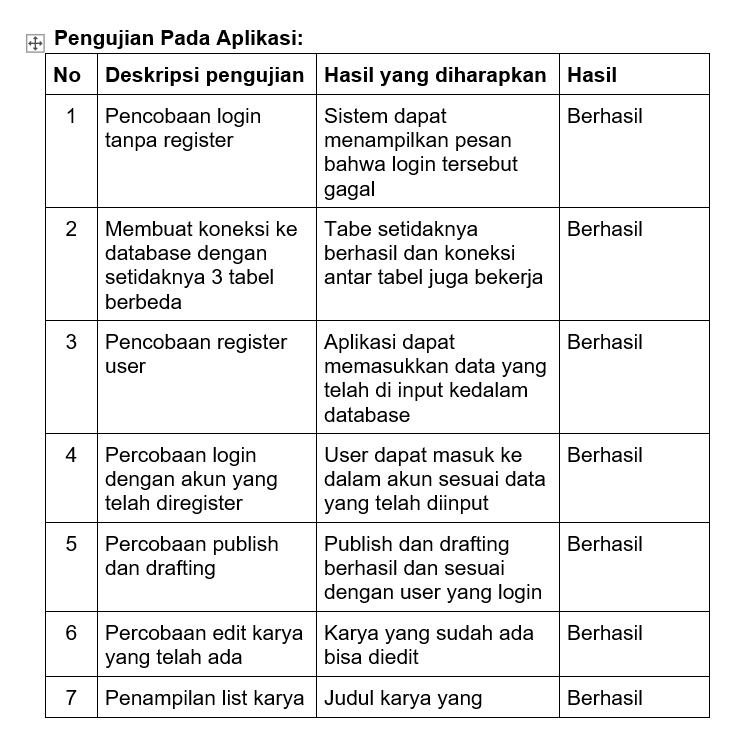 Pengujian Pada Aplikasi:
No Deskripsi pengujian Hasil yang diharapkan Hasil
1 Pencobaan login Sistem dapat Berhasil
tanpa register menampilkan pesan
bahwa login tersebut
gagal
2 Membuat koneksi ke Tabe setidaknya Berhasil
database dengan berhasil dan koneksi
setidaknya 3 tabel antar tabel juga bekerja
berbeda
3 Pencobaan register Aplikasi dapat Berhasil
user memasukkan data yang
telah di input kedalam
database
4 Percobaan login User dapat masuk ke Berhasil
dengan akun yang dalam akun sesuai data
telah diregister yang telah diinput
5 Percobaan publish Publish dan drafting Berhasil
dan drafting berhasil dan sesuai
dengan user yang login
6 Percobaan edit karya Karya yang sudah ada Berhasil
yang telah ada bisa diedit
7 Penampilan list karya Judul karya yang Berhasil